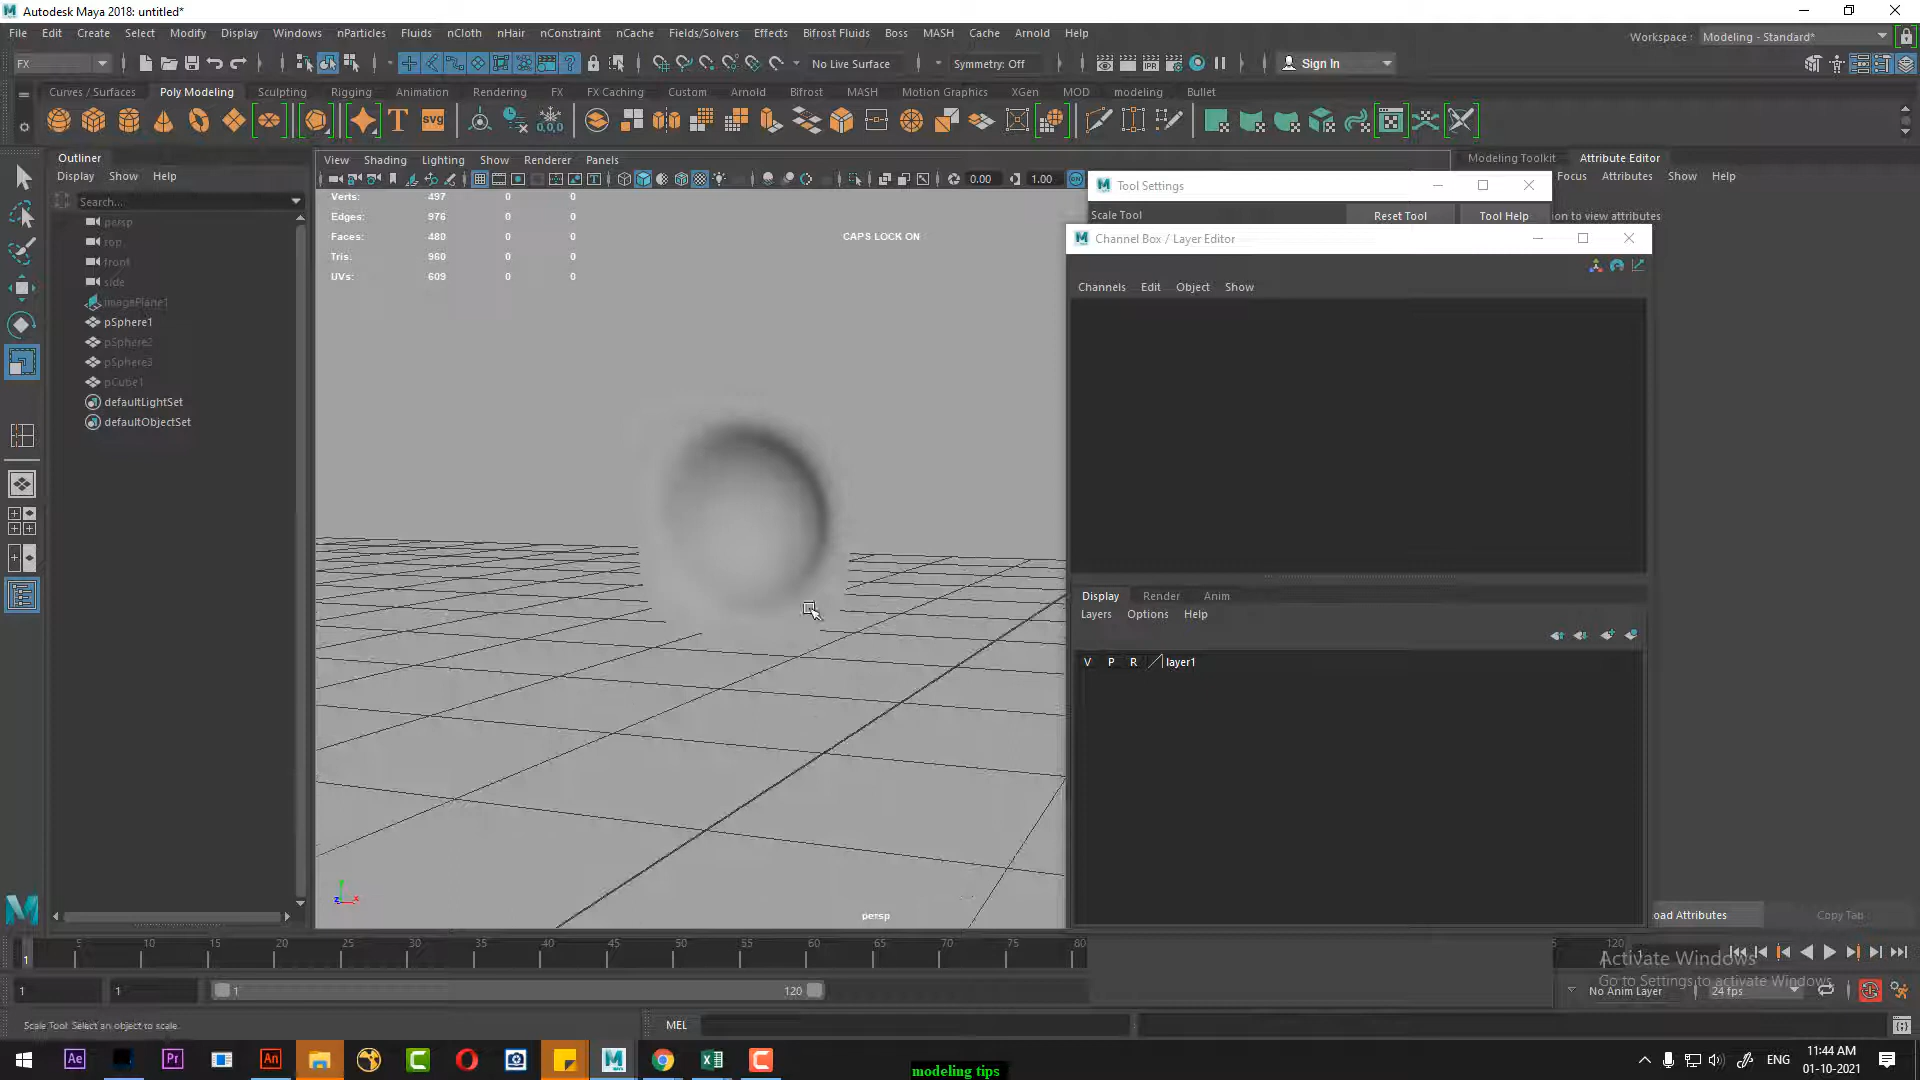 Autodesk Maya 2018: untitled*
File Edit Create Select Modify Display Windows nParticles Fluids nCloth nHair nConstraint nCache Fields/Solvers Effects Bifrost Fluids Boss MASH Cache Arnold Help
Workspace : Modeling - Standard*
FX No Live Surface Symmetry: Off Sign In
Curves / Surfaces Poly Modeling Sculpting Rigging Animation Rendering FX FX Caching Custom Arnold Bifrost MASH Motion Graphics XGen MOD modeling Bullet
T svg 0,0,0
Outliner
Display Show Help
Search...
persp
top
front
side
imagePlane1
pSphere1
pSphere2
pSphere3
pCube1
defaultLightSet
defaultObjectSet
View Shading Lighting Show Renderer Panels
0.00 1.00
Verts: 497 0 0
Edges: 976 0 0
Faces: 480 0 0
Tris: 960 0 0
UVs: 609 0 0
CAPS LOCK ON
persp
Modeling Toolkit Attribute Editor
Focus Attributes Show Help
ion to view attributes
Tool Settings
Scale Tool Reset Tool Tool Help
Channel Box / Layer Editor
Channels Edit Object Show
Display Render Anim
Layers Options Help
V P R layer1
oad Attributes Copy Tab
5 10 15 20 25 30 35 40 45 50 55 60 65 70 75 80 5 120
1
1 1 1 120
Activate Windows
Go to Settings to activate Windows.
No Anim Layer 24 fps
Scale Tool: Select an object to scale.
MEL
Ae Pr An
modeling tips
ENG
11:44 AM
01-10-2021